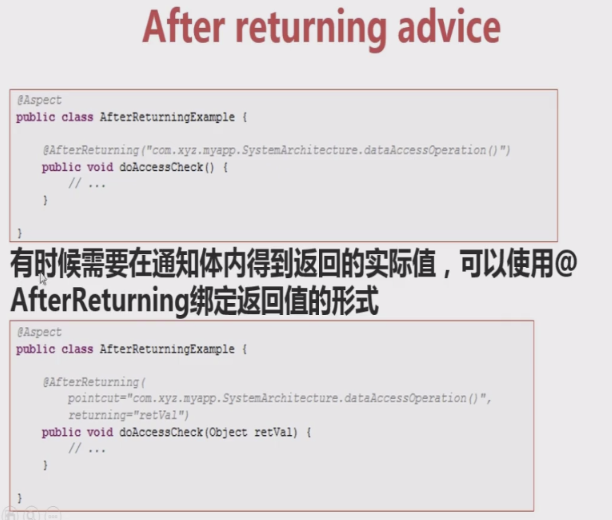 After returning advice
@Aspect
public class AfterReturningExample {
@AfterReturning("com.xyz.myapp.SystemArchitecture.dataAccessOperation()")
public void doAccessCheck() {
// ...
}
}
有时候需要在通知体内得到返回的实际值，可以使用@
AfterReturning绑定返回值的形式
@Aspect
public class AfterReturningExample {
@AfterReturning(
pointcut="com.xyz.myapp.SystemArchitecture.dataAccessOperation()",
returning="retVal")
public void doAccessCheck(Object retVal) {
// ...
}
}